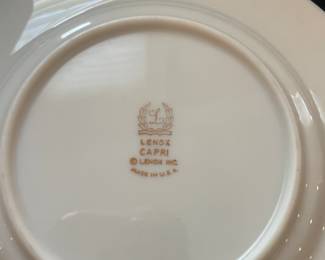 L
LENOX
CAPRI
© LENOX INC.
MADE IN U.S.A.